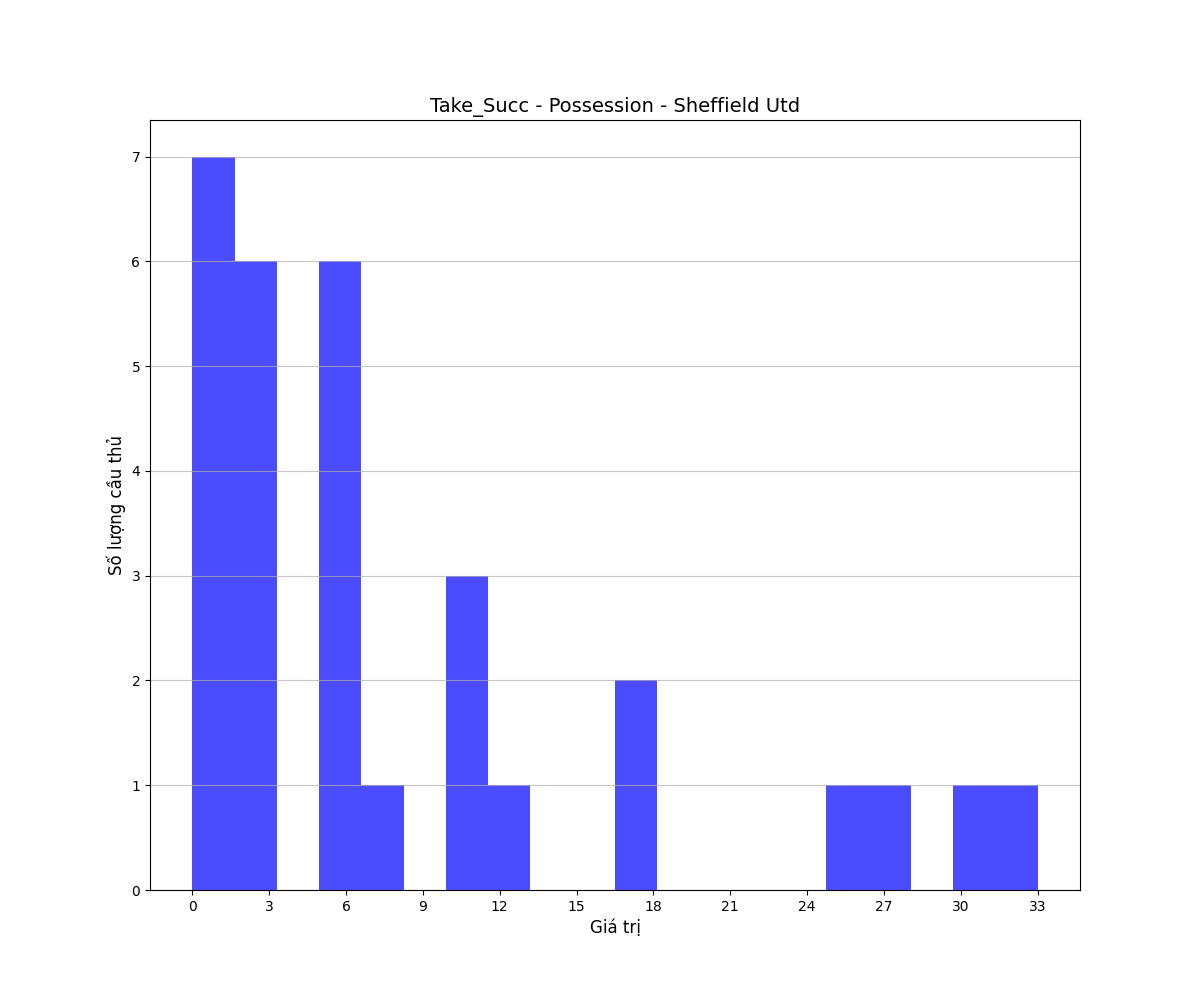 Take_Succ - Possession - Sheffield Utd
7
6
5
4
3
2
1
0
Số lượng cầu thủ
0 3 6 9 12 15 18 21 24 27 30 33
Giá trị